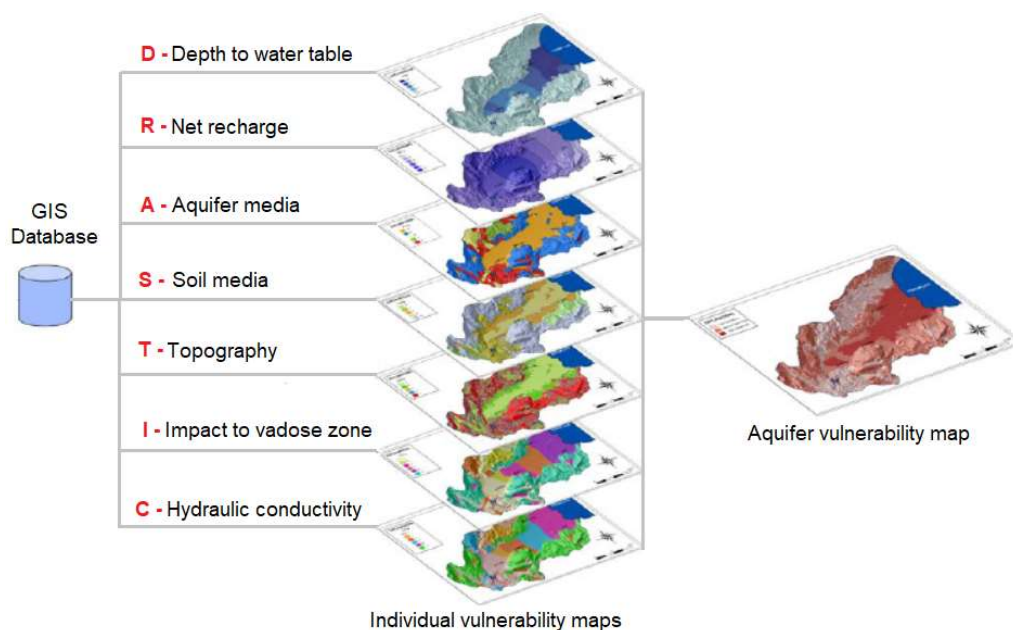 D - Depth to water table
R - Net recharge
A - Aquifer media
GIS
Database
S - Soil media
T - Topography
I - Impact to vadose zone
C - Hydraulic conductivity
Individual vulnerability maps
Aquifer vulnerability map